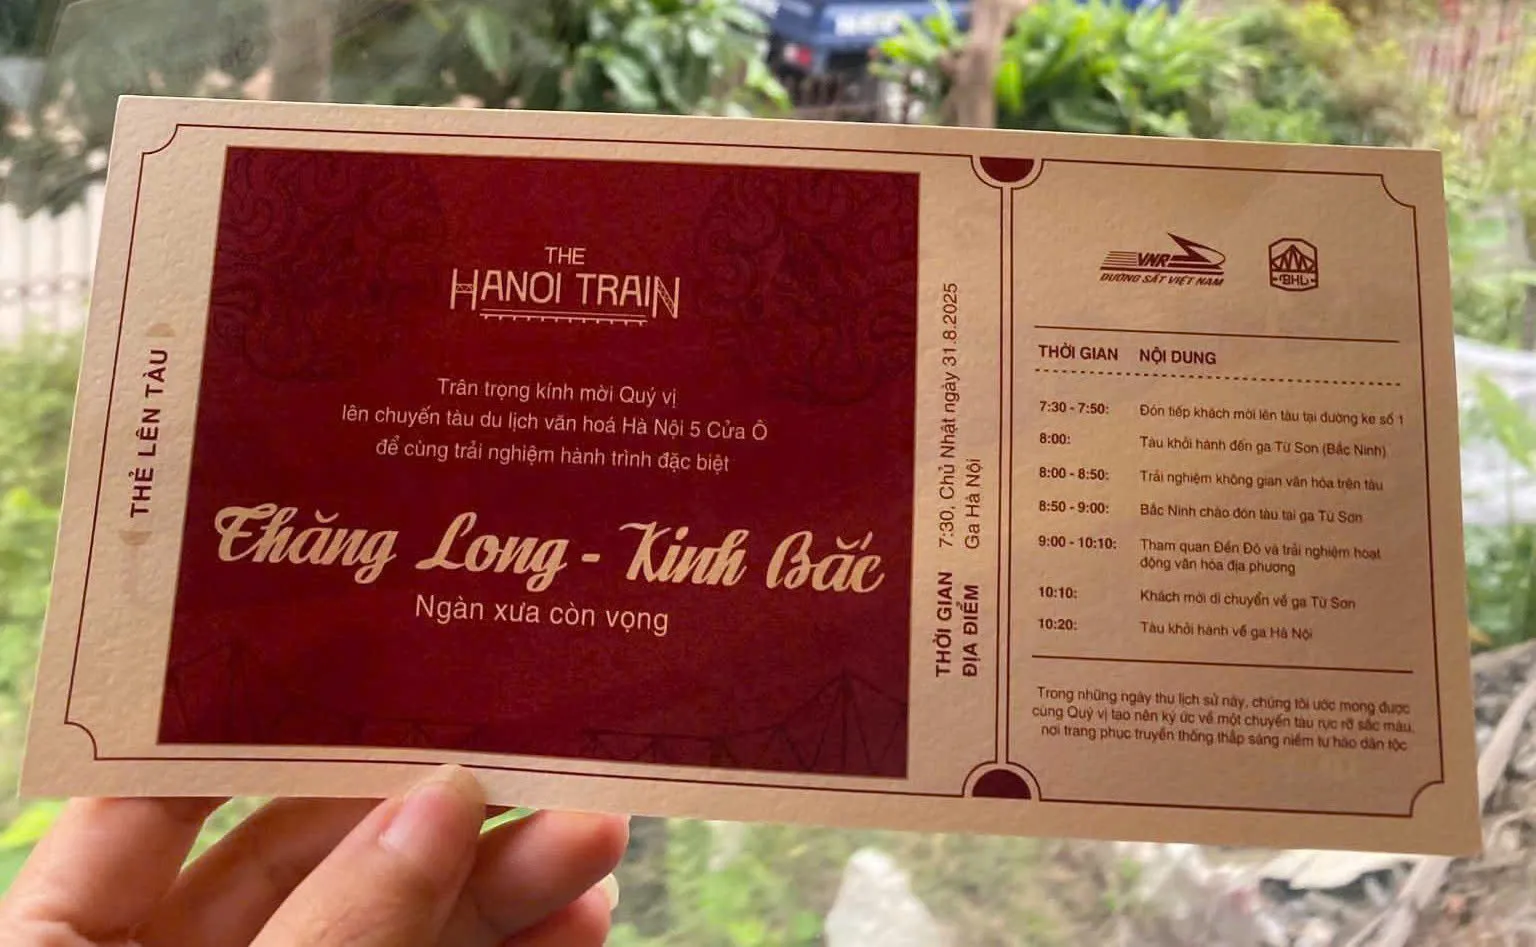 THẺ LÊN TÀU
THE
HANOI TRAIN
Trân trọng kính mời Quý vị
lên chuyến tàu du lịch văn hoá Hà Nội 5 Cửa Ô
để cùng trải nghiệm hành trình đặc biệt
Thăng Long - Kinh Bắc
Ngàn xưa còn vọng
THỜI GIAN 7:30, Chủ Nhật ngày 31.8.2025
ĐỊA ĐIỂM Ga Hà Nội
VNR
ĐƯỜNG SẮT VIỆT NAM
BHL
THỜI GIAN NỘI DUNG
7:30 - 7:50: Đón tiếp khách mời lên tàu tại đường ke số 1
8:00: Tàu khởi hành đến ga Từ Sơn (Bắc Ninh)
8:00 - 8:50: Trải nghiệm không gian văn hóa trên tàu
8:50 - 9:00: Bắc Ninh chào đón tàu tại ga Từ Sơn
9:00 - 10:10: Tham quan Đền Đô và trải nghiệm hoạt
động văn hóa địa phương
10:10: Khách mời di chuyển về ga Từ Sơn
10:20: Tàu khởi hành về ga Hà Nội
Trong những ngày thu lịch sử này, chúng tôi ước mong được
cùng Quý vị tạo nên ký ức về một chuyến tàu rực rỡ sắc màu,
nơi trang phục truyền thống thắp sáng niềm tự hào dân tộc